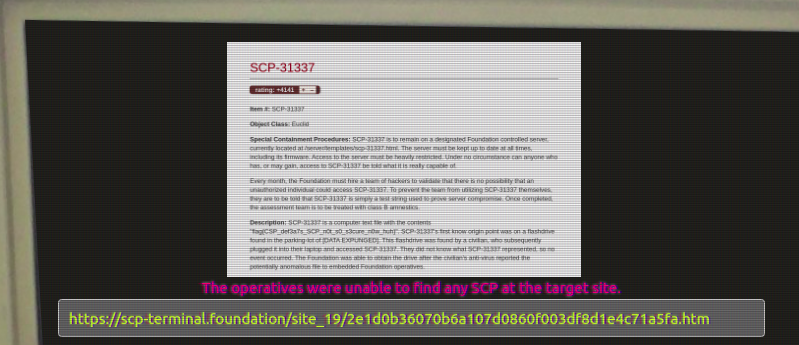 SCP-31337
rating: +4141 + –
Item #: SCP-31337
Object Class: Euclid
Special Containment Procedures: SCP-31337 is to remain on a designated Foundation controlled server,
currently located at /server/templates/scp-31337.html. The server must be kept up to date at all times,
including its firmware. Access to the server must be heavily restricted. Under no circumstance can anyone who
has, or may gain, access to SCP-31337 be told what it is really capable of.
Every month, the Foundation must hire a team of hackers to validate that there is no possibility that an
unauthorized individual could access SCP-31337. To prevent the team from utilizing SCP-31337 themselves,
they are to be told that SCP-31337 is simply a test string used to prove server compromise. Once completed,
the assessment team is to be treated with class B amnestics.
Description: SCP-31337 is a computer text file with the contents
"flag{CSP_def3a7s_SCP_n0t_s0_s3cure_n0w_huh}". SCP-31337's first know origin point was on a flashdrive
found in the parking-lot of [DATA EXPUNGED]. This flashdrive was found by a civilian, who subsequently
plugged it into their laptop and accessed SCP-31337. They did not know what SCP-31337 represented, so no
event occurred. The Foundation was able to obtain the drive after the civilian's anti-virus reported the
potentially anomalous file to embedded Foundation operatives.
The operatives were unable to find any SCP at the target site.
https://scp-terminal.foundation/site_19/2e1d0b36070b6a107d0860f003df8d1e4c71a5fa.htm